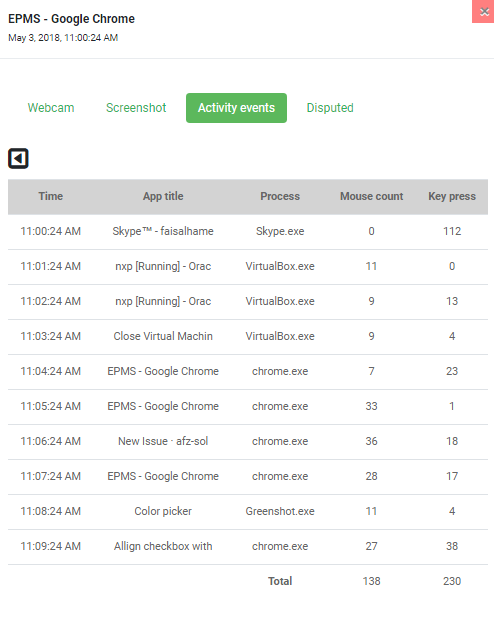 EPMS - Google Chrome
May 3, 2018, 11:00:24 AM
Webcam Screenshot Activity events Disputed
Time App title Process Mouse count Key press
11:00:24 AM Skype™ - faisalhame Skype.exe 0 112
11:01:24 AM nxp [Running] - Orac VirtualBox.exe 11 0
11:02:24 AM nxp [Running] - Orac VirtualBox.exe 9 13
11:03:24 AM Close Virtual Machin VirtualBox.exe 9 4
11:04:24 AM EPMS - Google Chrome chrome.exe 7 23
11:05:24 AM EPMS - Google Chrome chrome.exe 33 1
11:06:24 AM New Issue · afz-sol chrome.exe 36 18
11:07:24 AM EPMS - Google Chrome chrome.exe 28 17
11:08:24 AM Color picker Greenshot.exe 11 4
11:09:24 AM Allign checkbox with chrome.exe 27 38
Total 138 230